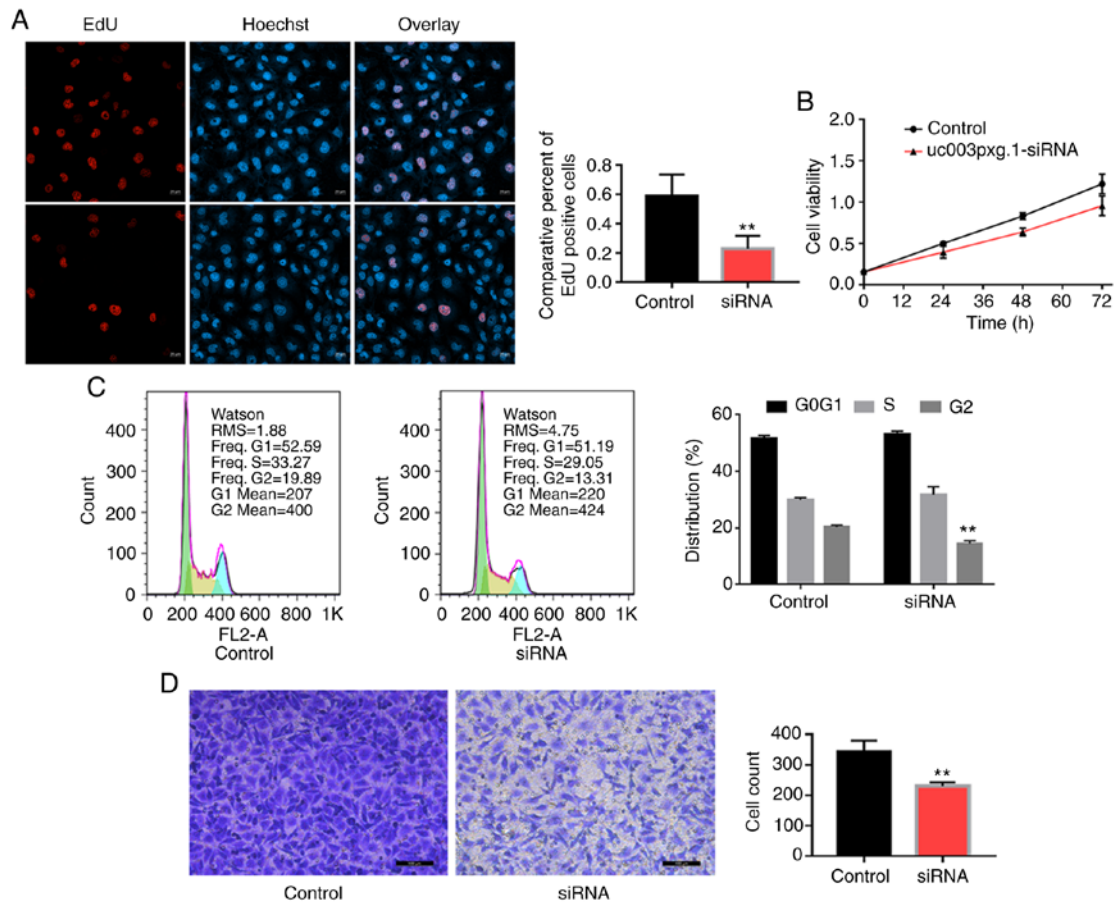 A
EdU
Hoechst
Overlay
Comparative percent of
EdU positive cells
0.8
0.6
0.4
0.2
0.0
**
Control
siRNA
B
Cell viability
2.0
1.5
1.0
0.5
0.0
Control
uc003pxg.1-siRNA
0
12
24
36
48
60
72
Time (h)
C
Count
400
300
200
100
0
Watson
RMS=1.88
Freq. G1=52.59
Freq. S=33.27
Freq. G2=19.89
G1 Mean=207
G2 Mean=400
0
200
400
600
800
1K
FL2-A
Control
Count
400
300
200
100
0
Watson
RMS=4.75
Freq. G1=51.19
Freq. S=29.05
Freq. G2=13.31
G1 Mean=220
G2 Mean=424
0
200
400
600
800
1K
FL2-A
siRNA
Distribution (%)
60
40
20
0
G0G1
S
G2
**
Control
siRNA
D
Control
siRNA
Cell count
400
300
200
100
0
**
Control
siRNA